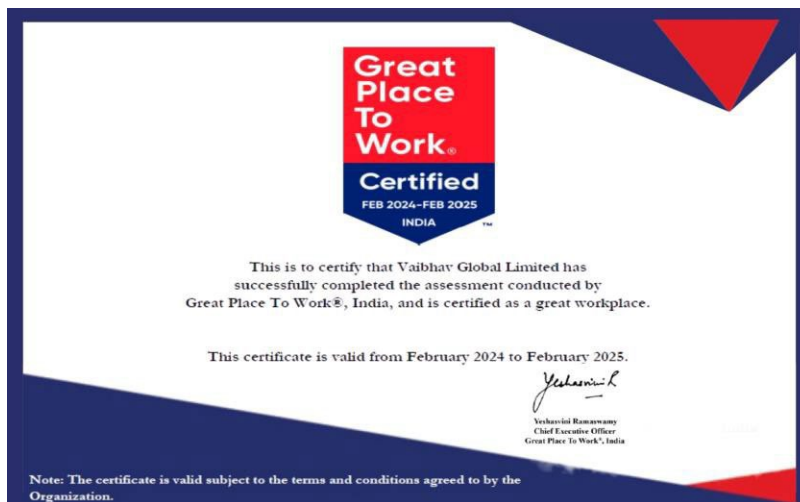 Great
Place
To
Work®
Certified
FEB 2024-FEB 2025
INDIA
™
This is to certify that Vaibhav Global Limited has
successfully completed the assessment conducted by
Great Place To Work®, India, and is certified as a great workplace.
This certificate is valid from February 2024 to February 2025.
Yeshasvini R
Yeshasvini Ramaswamy
Chief Executive Officer
Great Place To Work®, India
Note: The certificate is valid subject to the terms and conditions agreed to by the
Organization.